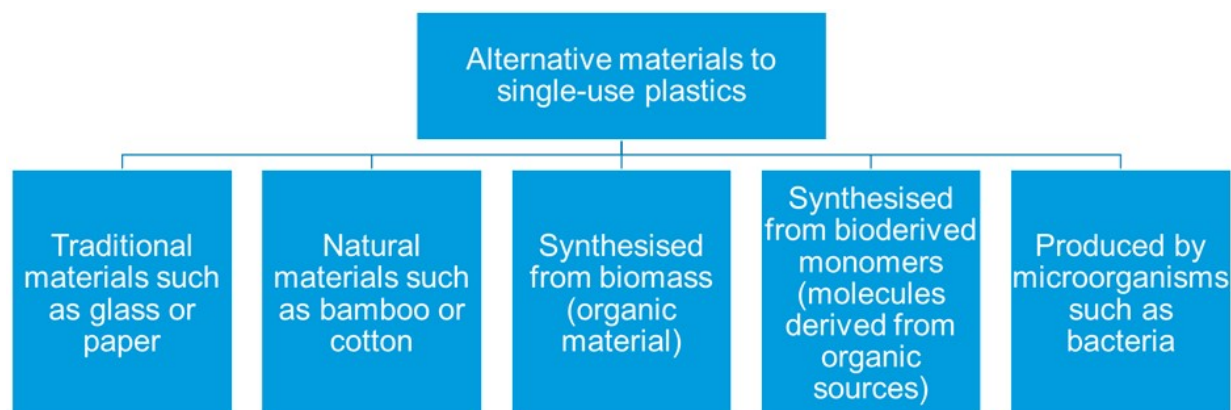 Alternative materials to
single-use plastics
Traditional
materials such
as glass or
paper
Natural
materials such
as bamboo or
cotton
Synthesised
from biomass
(organic
material)
Synthesised
from bioderived
monomers
(molecules
derived from
organic
sources)
Produced by
microorganisms
such as
bacteria